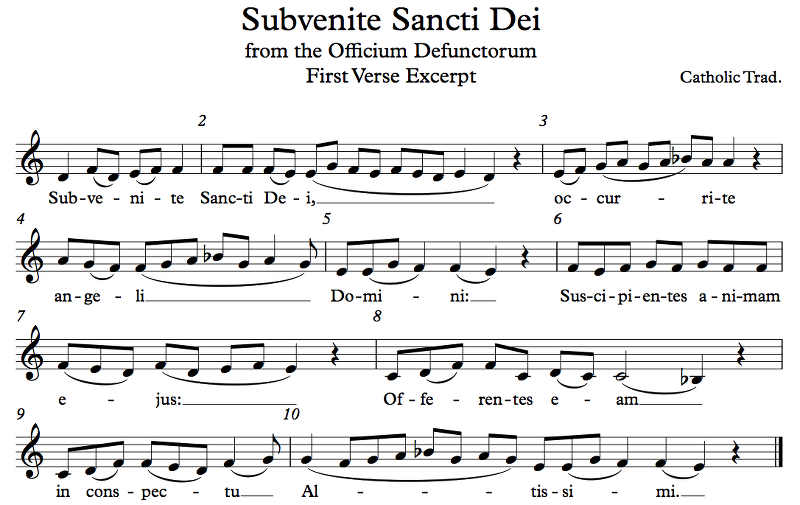 Subvenite Sancti Dei
from the Officium Defunctorum
First Verse Excerpt
Catholic Trad.
2 3
Sub-ve - ni - te Sanc-ti De - i, oc - cur - ri-te
4 5 6
an-ge - li Do-mi - ni: Sus-ci-pi-en-tes a-ni-mam
7 8
e - jus: Of - fe - ren-tes e - am
9 10
in cons - pec - tu Al - - - tis-si - mi.